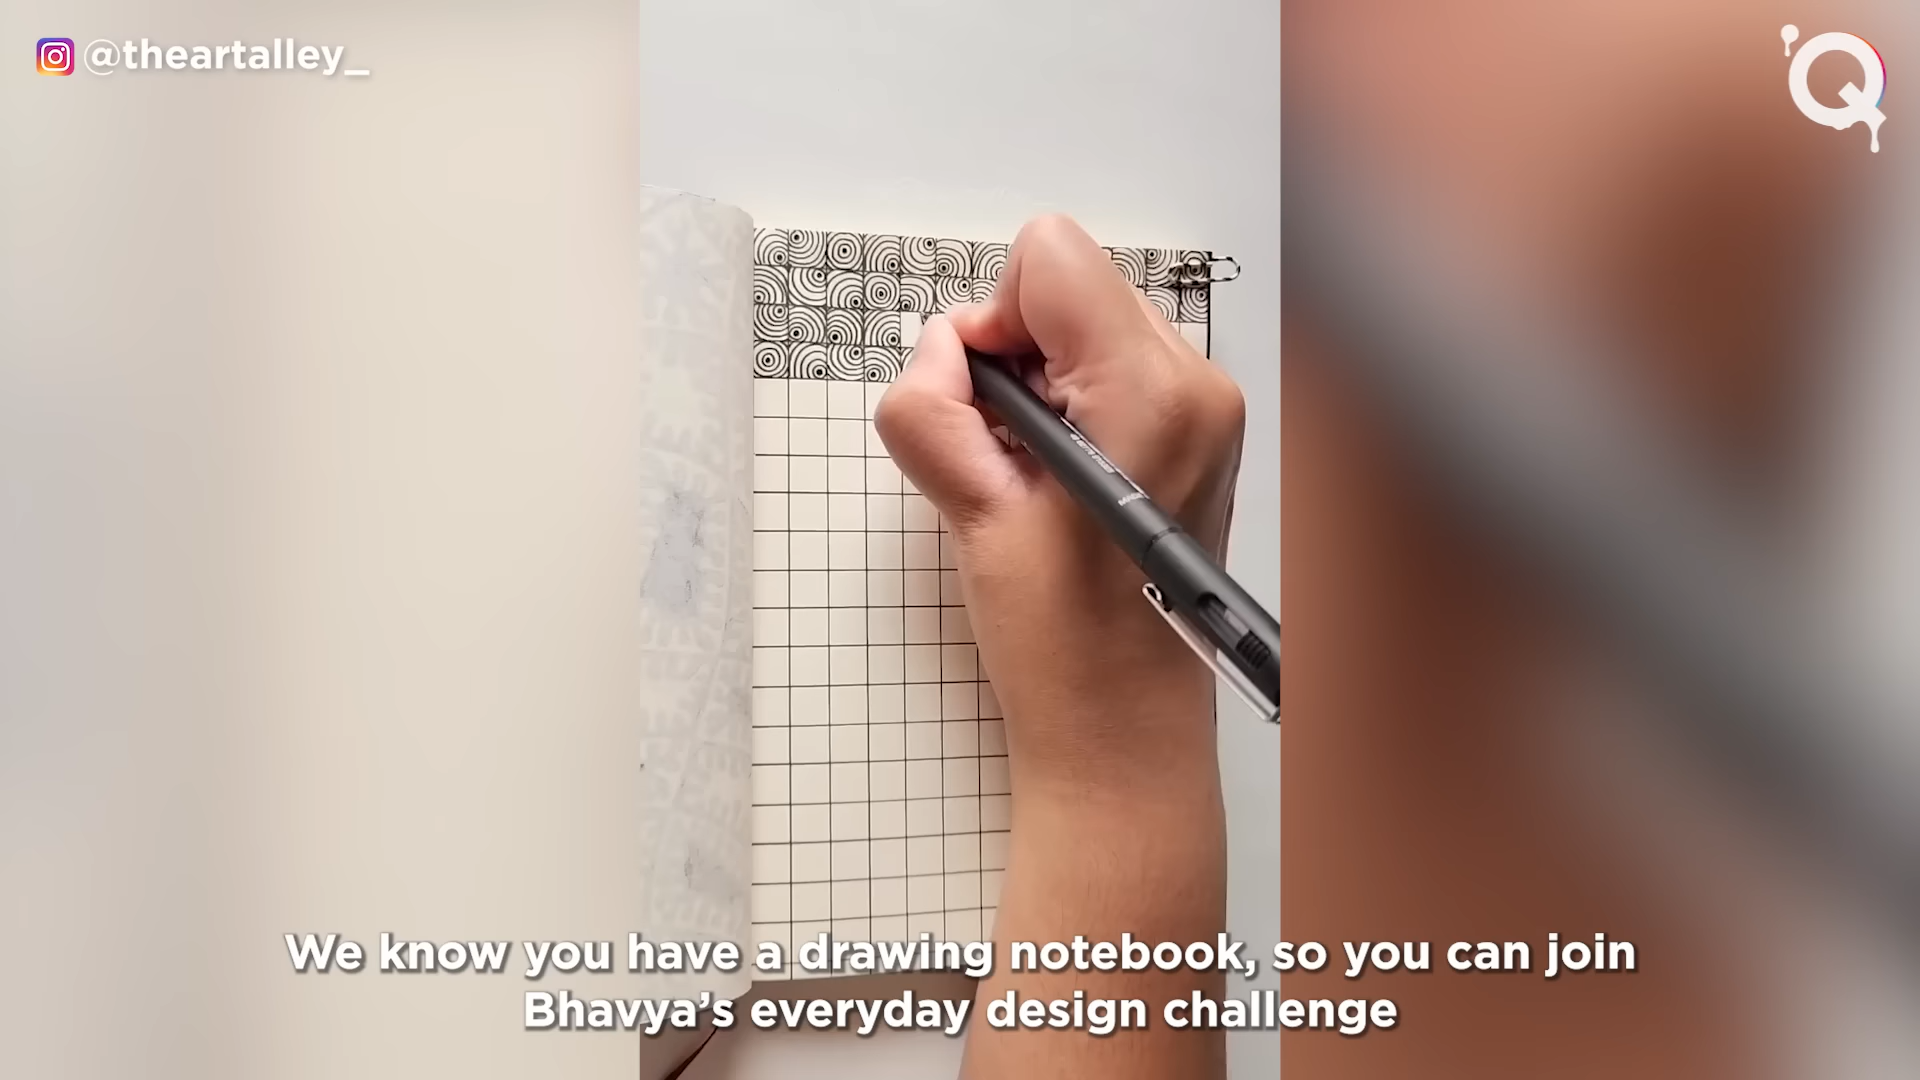 @theartalley_
We know you have a drawing notebook, so you can join
Bhavya's everyday design challenge